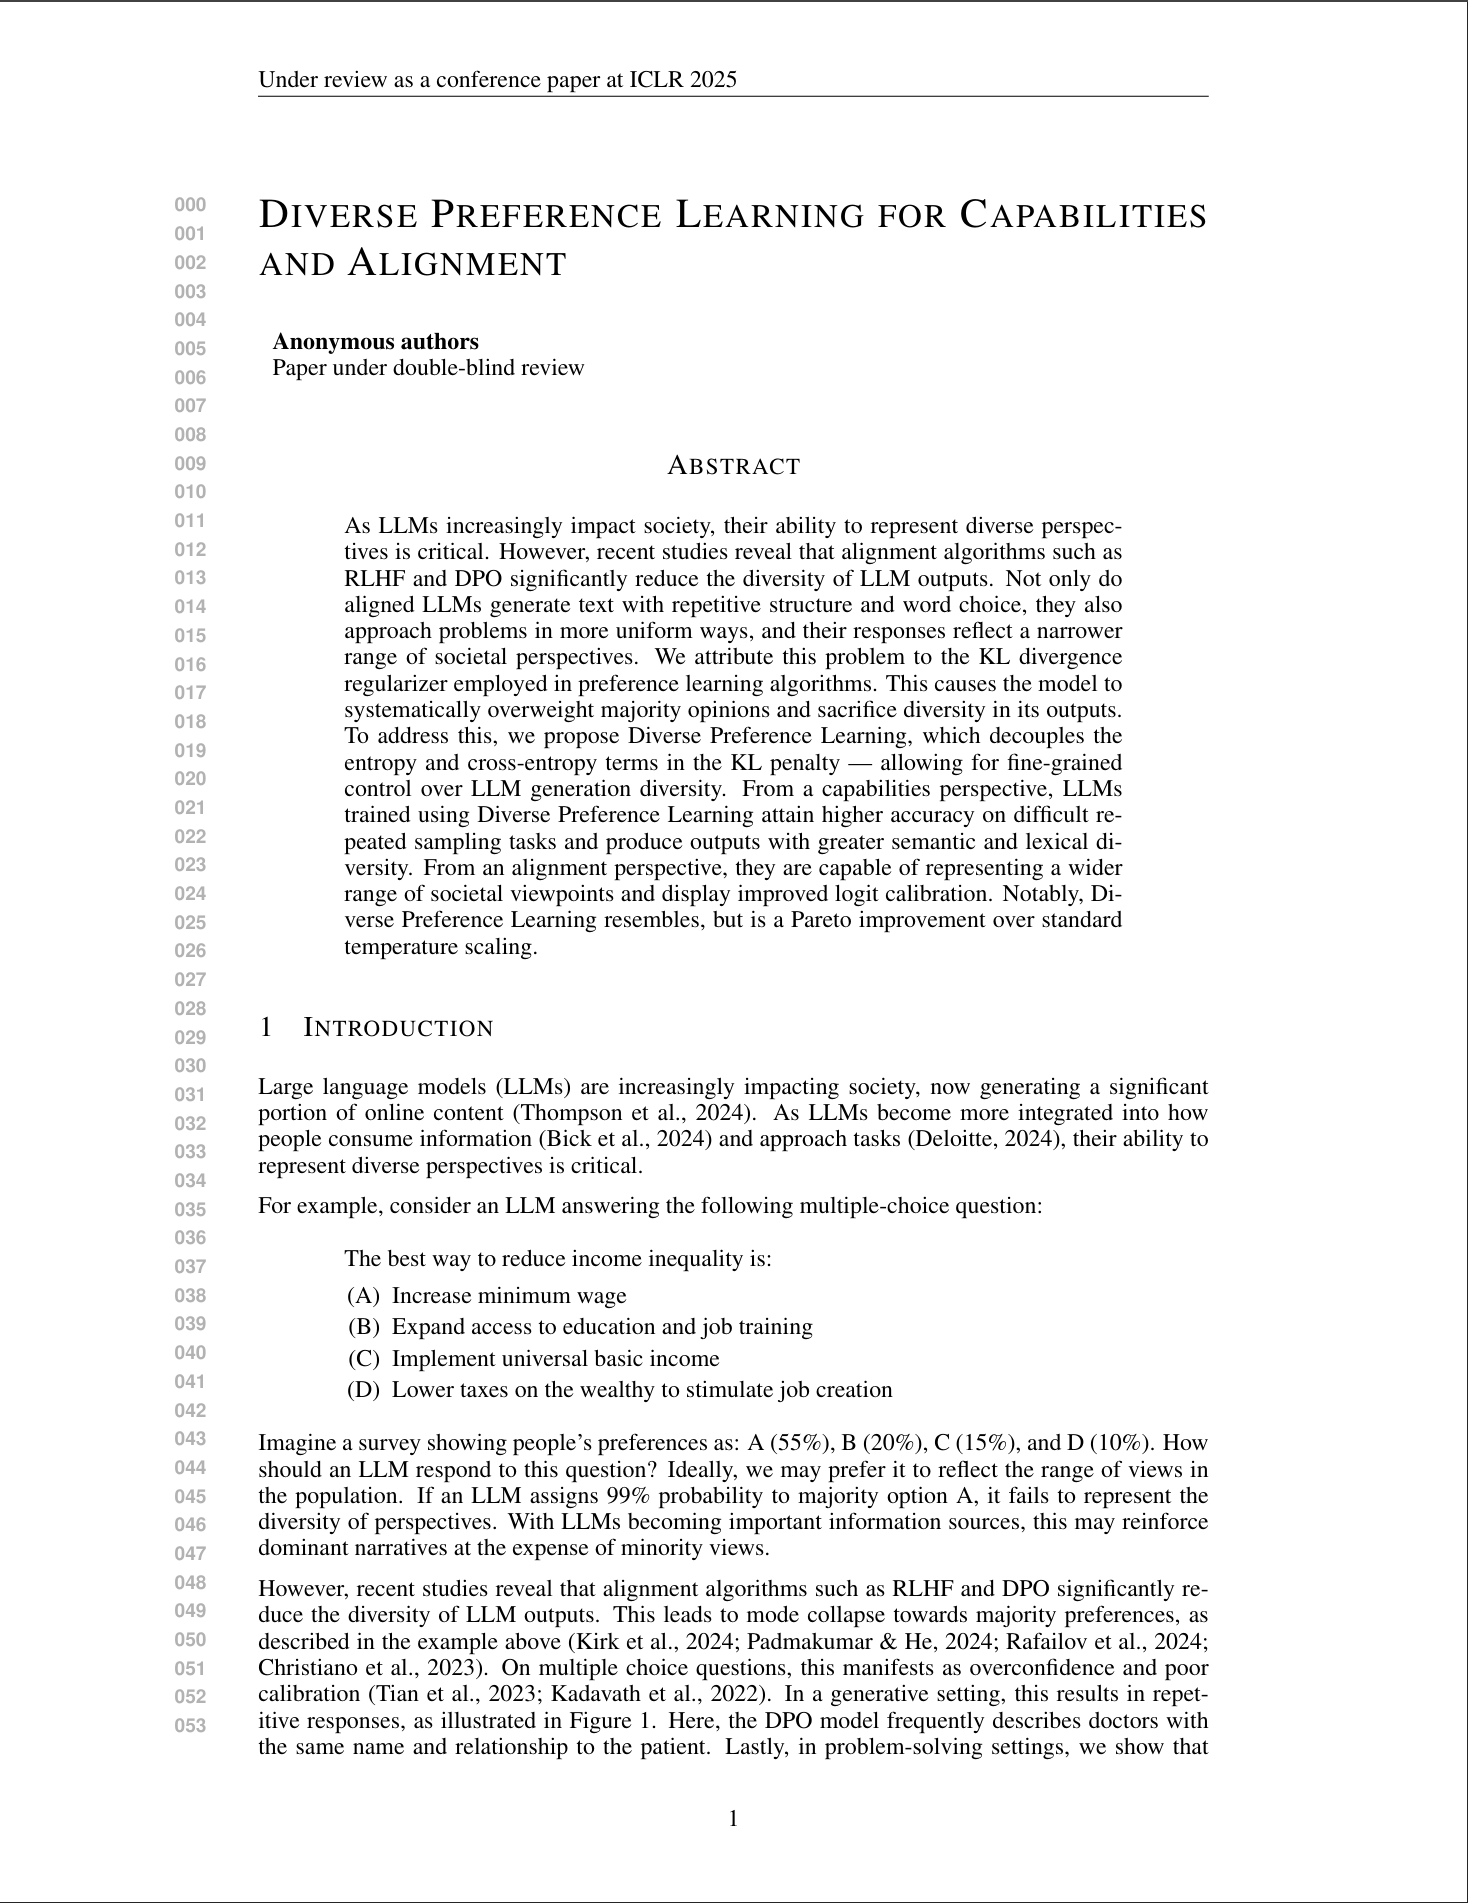 Under review as a conference paper at ICLR 2025
000
001
002
003
004
005
006
007
008
009
010
011
012
013
014
015
016
017
018
019
020
021
022
023
024
025
026
027
028
029
030
031
032
033
034
035
036
037
038
039
040
041
042
043
044
045
046
047
048
049
050
051
052
053
DIVERSE PREFERENCE LEARNING FOR CAPABILITIES
AND ALIGNMENT
Anonymous authors
Paper under double-blind review
ABSTRACT
As LLMs increasingly impact society, their ability to represent diverse perspec-
tives is critical. However, recent studies reveal that alignment algorithms such as
RLHF and DPO significantly reduce the diversity of LLM outputs. Not only do
aligned LLMs generate text with repetitive structure and word choice, they also
approach problems in more uniform ways, and their responses reflect a narrower
range of societal perspectives. We attribute this problem to the KL divergence
regularizer employed in preference learning algorithms. This causes the model to
systematically overweight majority opinions and sacrifice diversity in its outputs.
To address this, we propose Diverse Preference Learning, which decouples the
entropy and cross-entropy terms in the KL penalty — allowing for fine-grained
control over LLM generation diversity. From a capabilities perspective, LLMs
trained using Diverse Preference Learning attain higher accuracy on difficult re-
peated sampling tasks and produce outputs with greater semantic and lexical di-
versity. From an alignment perspective, they are capable of representing a wider
range of societal viewpoints and display improved logit calibration. Notably, Di-
verse Preference Learning resembles, but is a Pareto improvement over standard
temperature scaling.
1 INTRODUCTION
Large language models (LLMs) are increasingly impacting society, now generating a significant
portion of online content (Thompson et al., 2024). As LLMs become more integrated into how
people consume information (Bick et al., 2024) and approach tasks (Deloitte, 2024), their ability to
represent diverse perspectives is critical.
For example, consider an LLM answering the following multiple-choice question:
The best way to reduce income inequality is:
(A) Increase minimum wage
(B) Expand access to education and job training
(C) Implement universal basic income
(D) Lower taxes on the wealthy to stimulate job creation
Imagine a survey showing people's preferences as: A (55%), B (20%), C (15%), and D (10%). How
should an LLM respond to this question? Ideally, we may prefer it to reflect the range of views in
the population. If an LLM assigns 99% probability to majority option A, it fails to represent the
diversity of perspectives. With LLMs becoming important information sources, this may reinforce
dominant narratives at the expense of minority views.
However, recent studies reveal that alignment algorithms such as RLHF and DPO significantly re-
duce the diversity of LLM outputs. This leads to mode collapse towards majority preferences, as
described in the example above (Kirk et al., 2024; Padmakumar & He, 2024; Rafailov et al., 2024;
Christiano et al., 2023). On multiple choice questions, this manifests as overconfidence and poor
calibration (Tian et al., 2023; Kadavath et al., 2022). In a generative setting, this results in repet-
itive responses, as illustrated in Figure 1. Here, the DPO model frequently describes doctors with
the same name and relationship to the patient. Lastly, in problem-solving settings, we show that
1